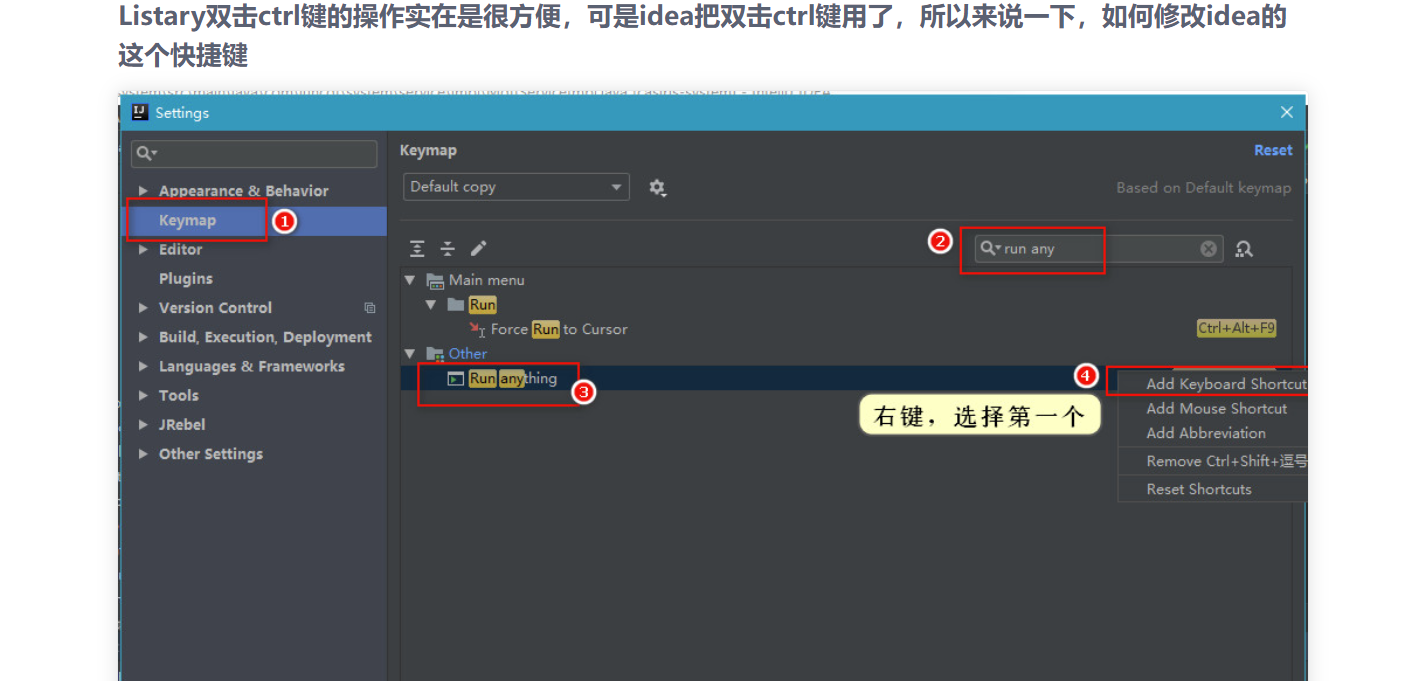 Listary双击ctrl键的操作实在是很方便，可是idea把双击ctrl键用了，所以来说一下，如何修改idea的
这个快捷键
Settings
Keymap
Reset
Default copy
Based on Default keymap
Appearance & Behavior
Keymap
1
Editor
Plugins
Version Control
Build, Execution, Deployment
Languages & Frameworks
Tools
JRebel
Other Settings
2
run any
Main menu
Run
Force Run to Cursor
Ctrl+Alt+F9
Other
Run anything
3
4
右键，选择第一个
Add Keyboard Shortcut
Add Mouse Shortcut
Add Abbreviation
Remove Ctrl+Shift+逗号
Reset Shortcuts